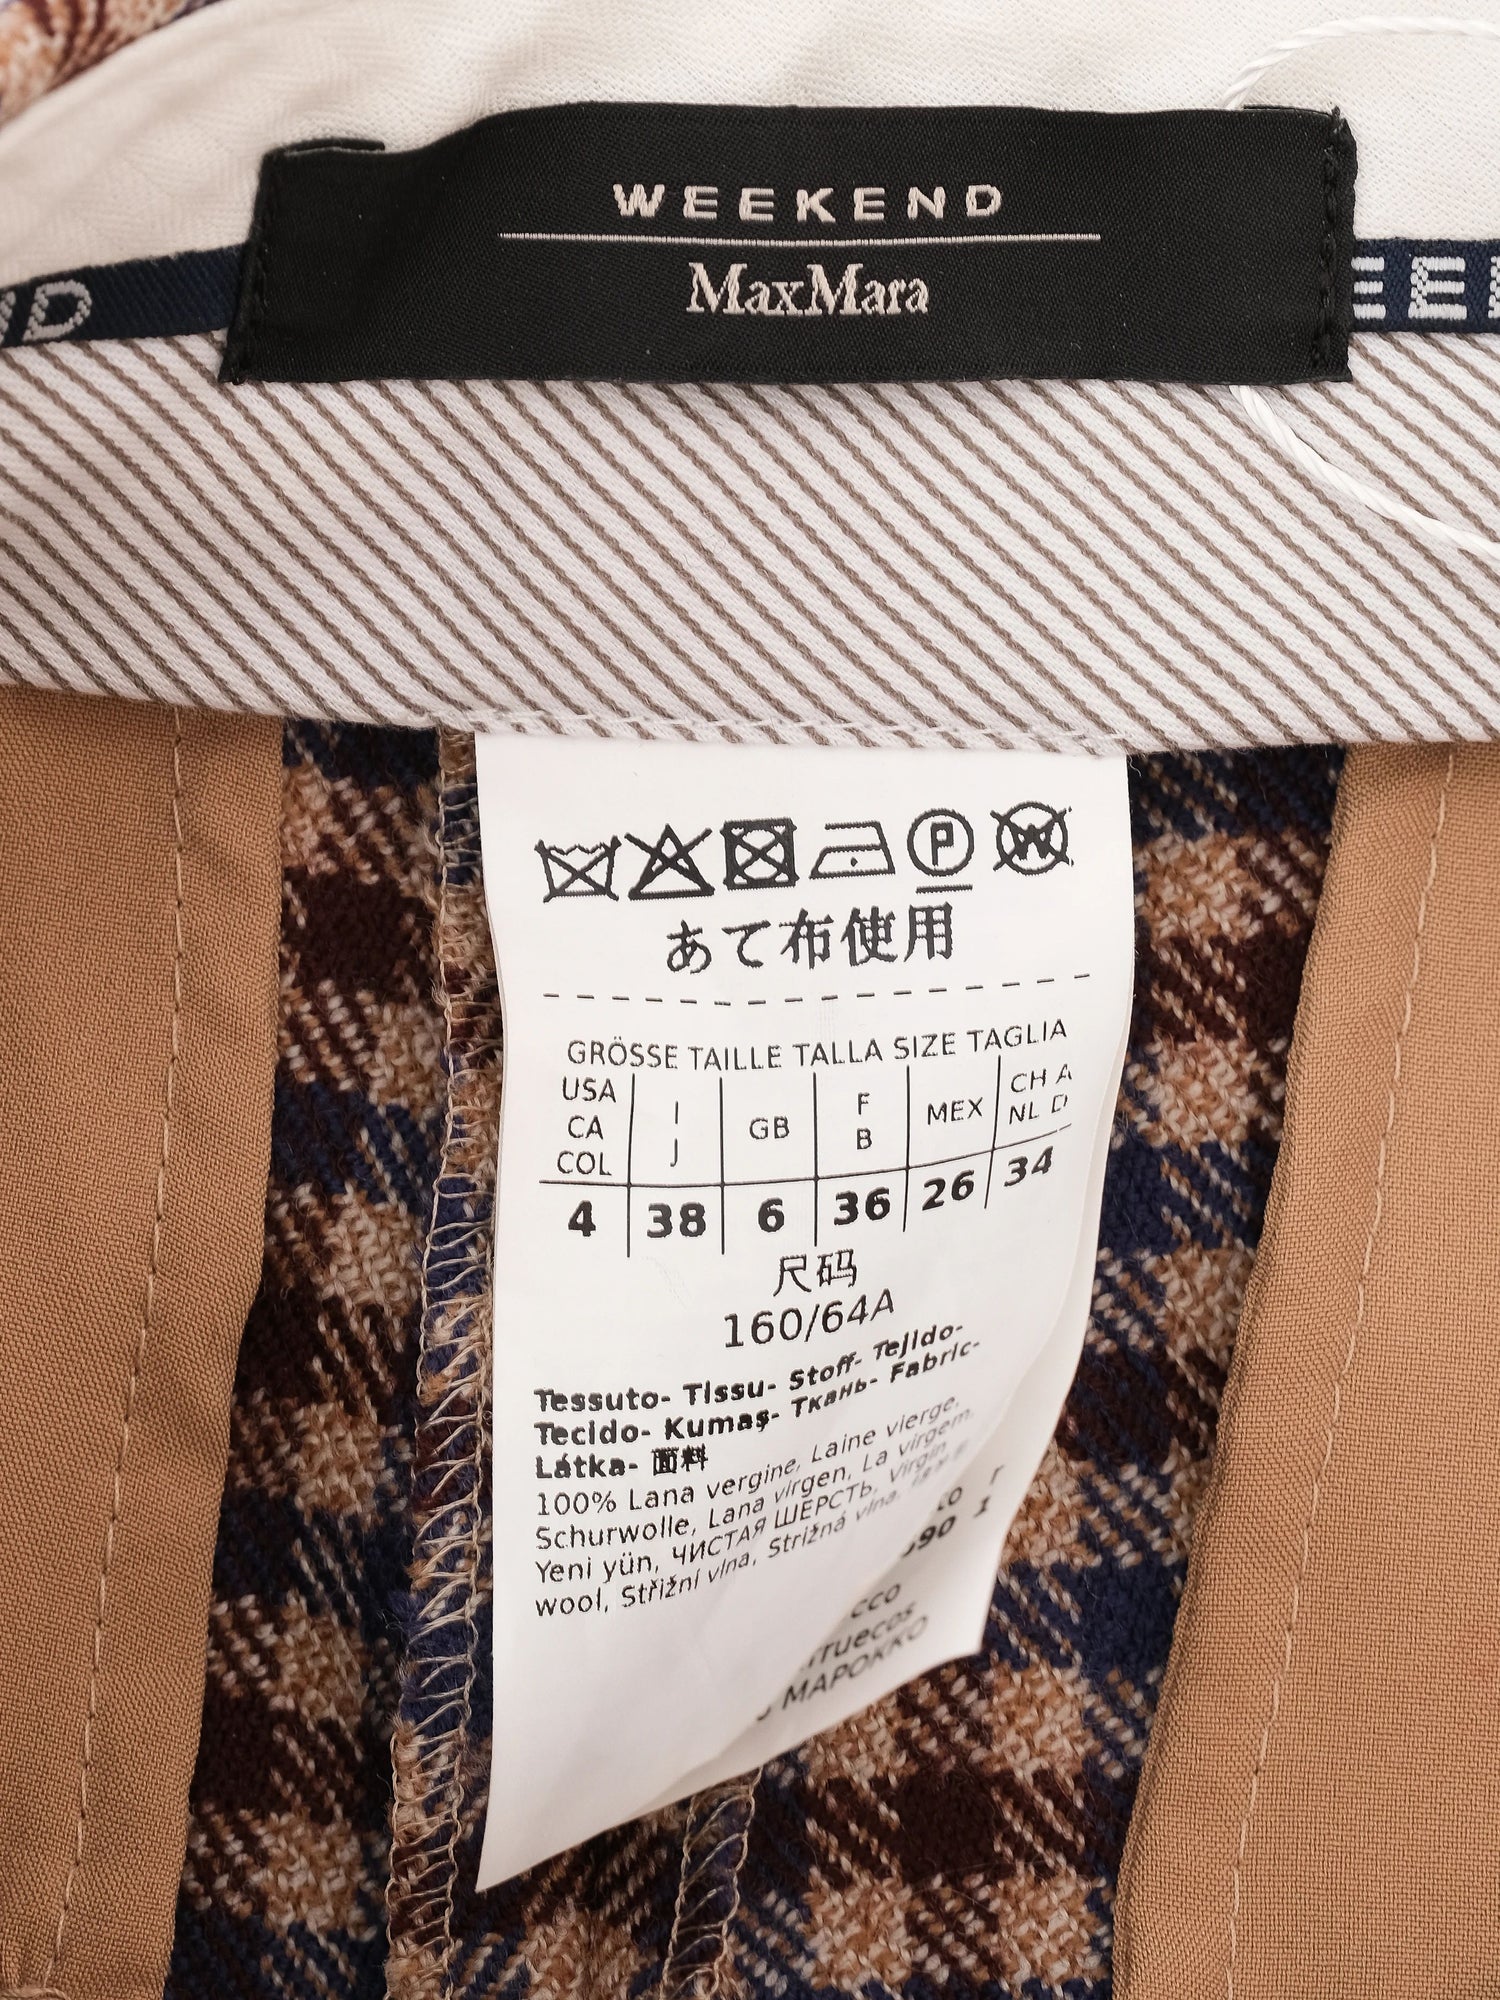 WEEKEND
MaxMara
ND
EE
あて布使用
GRÖSSE TAILLE TALLA SIZE TAGLIA
USA CA COL I J GB F B MEX CH A NL D
4 38 6 36 26 34
尺码
160/64A
Tessuto- Tissu- Stoff- Tejido-
Tecido- Kumaş- Ткань- Fabric-
Látka- 面料
100% Lana vergine, Laine vierge,
Schurwolle, Lana virgen, La virgem,
Yeni yün, ЧИСТАЯ ШЕРСТЬ, Virgin
wool, Střižní vlna, Strižná vlna,
МАРОККО